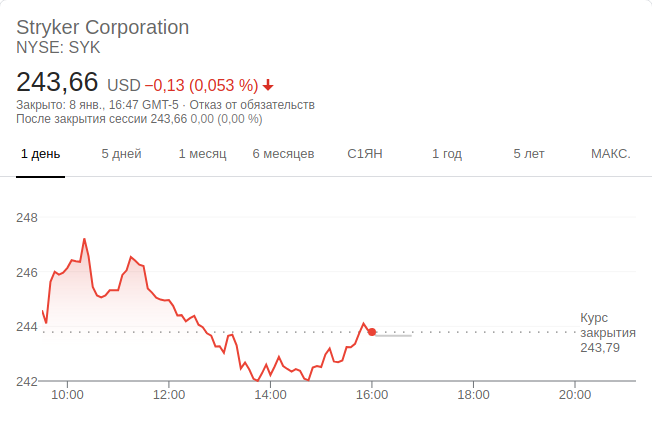 Stryker Corporation
NYSE: SYK
243,66 USD −0,13 (0,053 %)
Закрыто: 8 янв., 16:47 GMT-5 · Отказ от обязательств
После закрытия сессии 243,66 0,00 (0,00 %)
1 день 5 дней 1 месяц 6 месяцев С1ЯН 1 год 5 лет МАКС.
248
246
244
242
Курс
закрытия
243,79
10:00 12:00 14:00 16:00 18:00 20:00